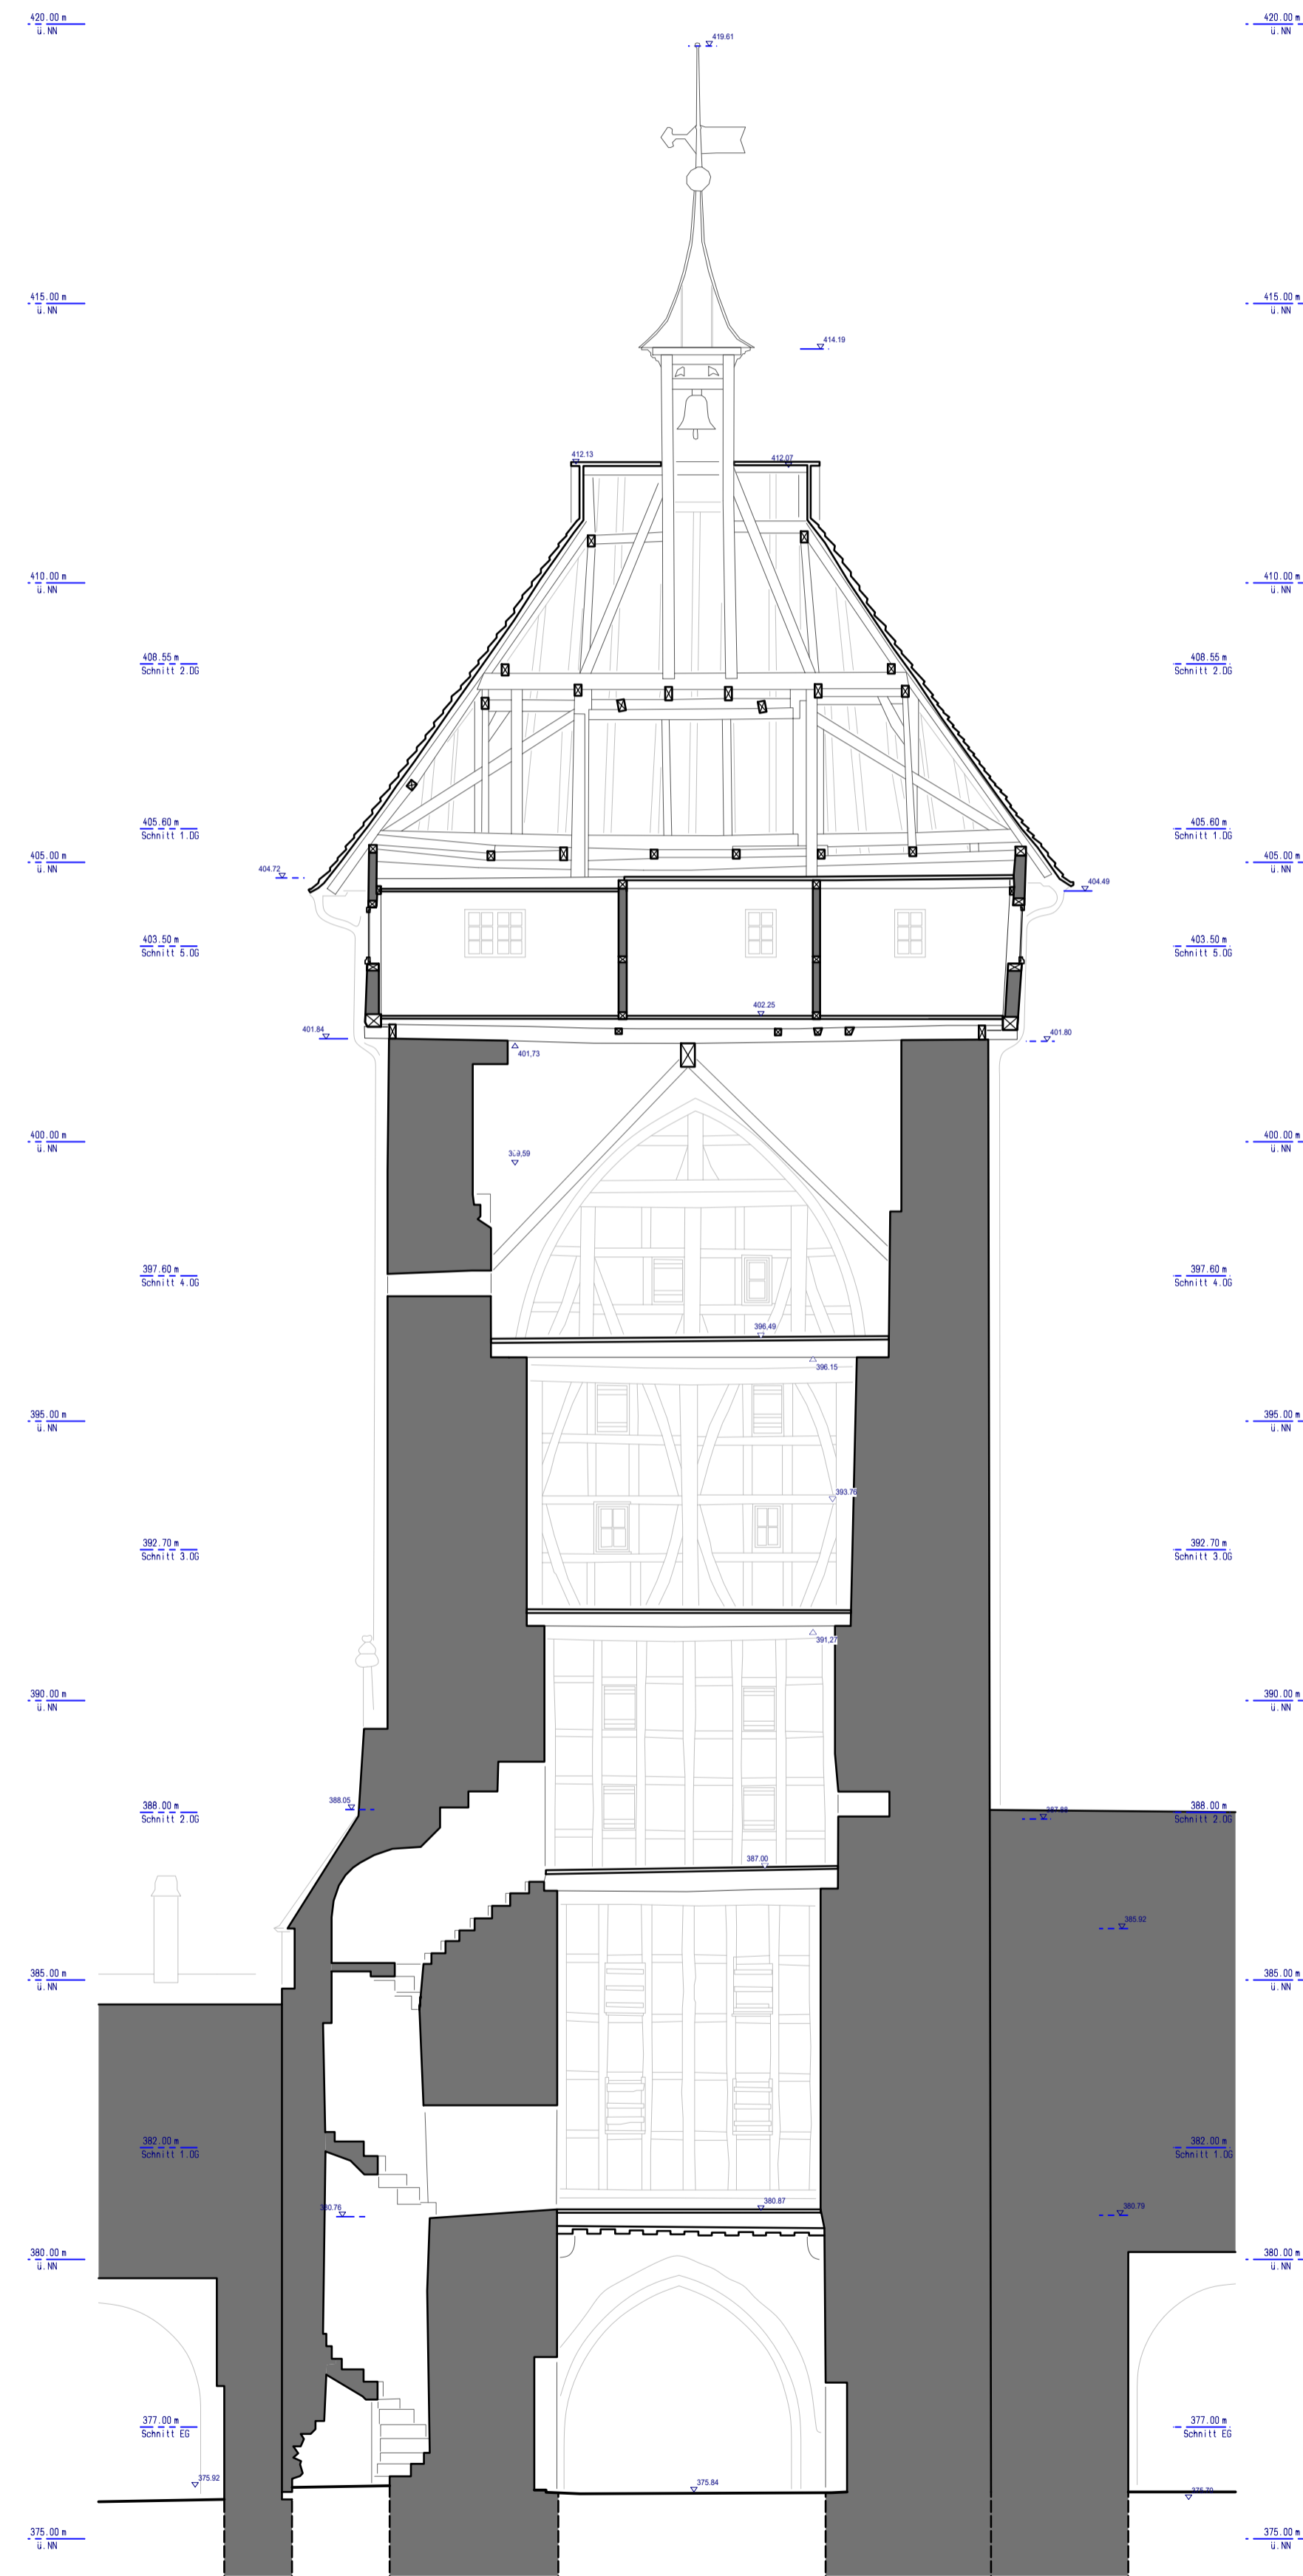 420.00 m
ü.NN
420.00 m
ü.NN
419.61
415.00 m
ü.NN
415.00 m
ü.NN
414.19
412.13
412.07
410.00 m
ü.NN
410.00 m
ü.NN
408.55 m
Schnitt 2.DG
408.55 m
Schnitt 2.DG
405.60 m
Schnitt 1.DG
405.60 m
Schnitt 1.DG
405.00 m
ü.NN
405.00 m
ü.NN
404.72
404.49
403.50 m
Schnitt 5.OG
403.50 m
Schnitt 5.OG
402.25
401.84
401.80
401,73
400.00 m
ü.NN
400.00 m
ü.NN
397.60 m
Schnitt 4.OG
397.60 m
Schnitt 4.OG
396,49
396.15
395.00 m
ü.NN
395.00 m
ü.NN
393.76
392.70 m
Schnitt 3.OG
392.70 m
Schnitt 3.OG
391,27
390.00 m
ü.NN
390.00 m
ü.NN
388.05
388.00 m
Schnitt 2.OG
388.00 m
Schnitt 2.OG
387.88
387.00
385.92
385.00 m
ü.NN
385.00 m
ü.NN
382.00 m
Schnitt 1.OG
382.00 m
Schnitt 1.OG
380.87
380.76
380.79
380.00 m
ü.NN
380.00 m
ü.NN
377.00 m
Schnitt EG
377.00 m
Schnitt EG
375.92
375.84
375.00 m
ü.NN
375.00 m
ü.NN